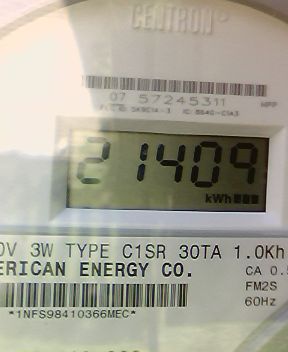 CENTRON®
07 57245311
21409
kWh
3W TYPE C1SR 30TA 1.0Kh
ERICAN ENERGY CO.
CA 0.5
FM2S
60Hz
*1NFS98410366MEC*